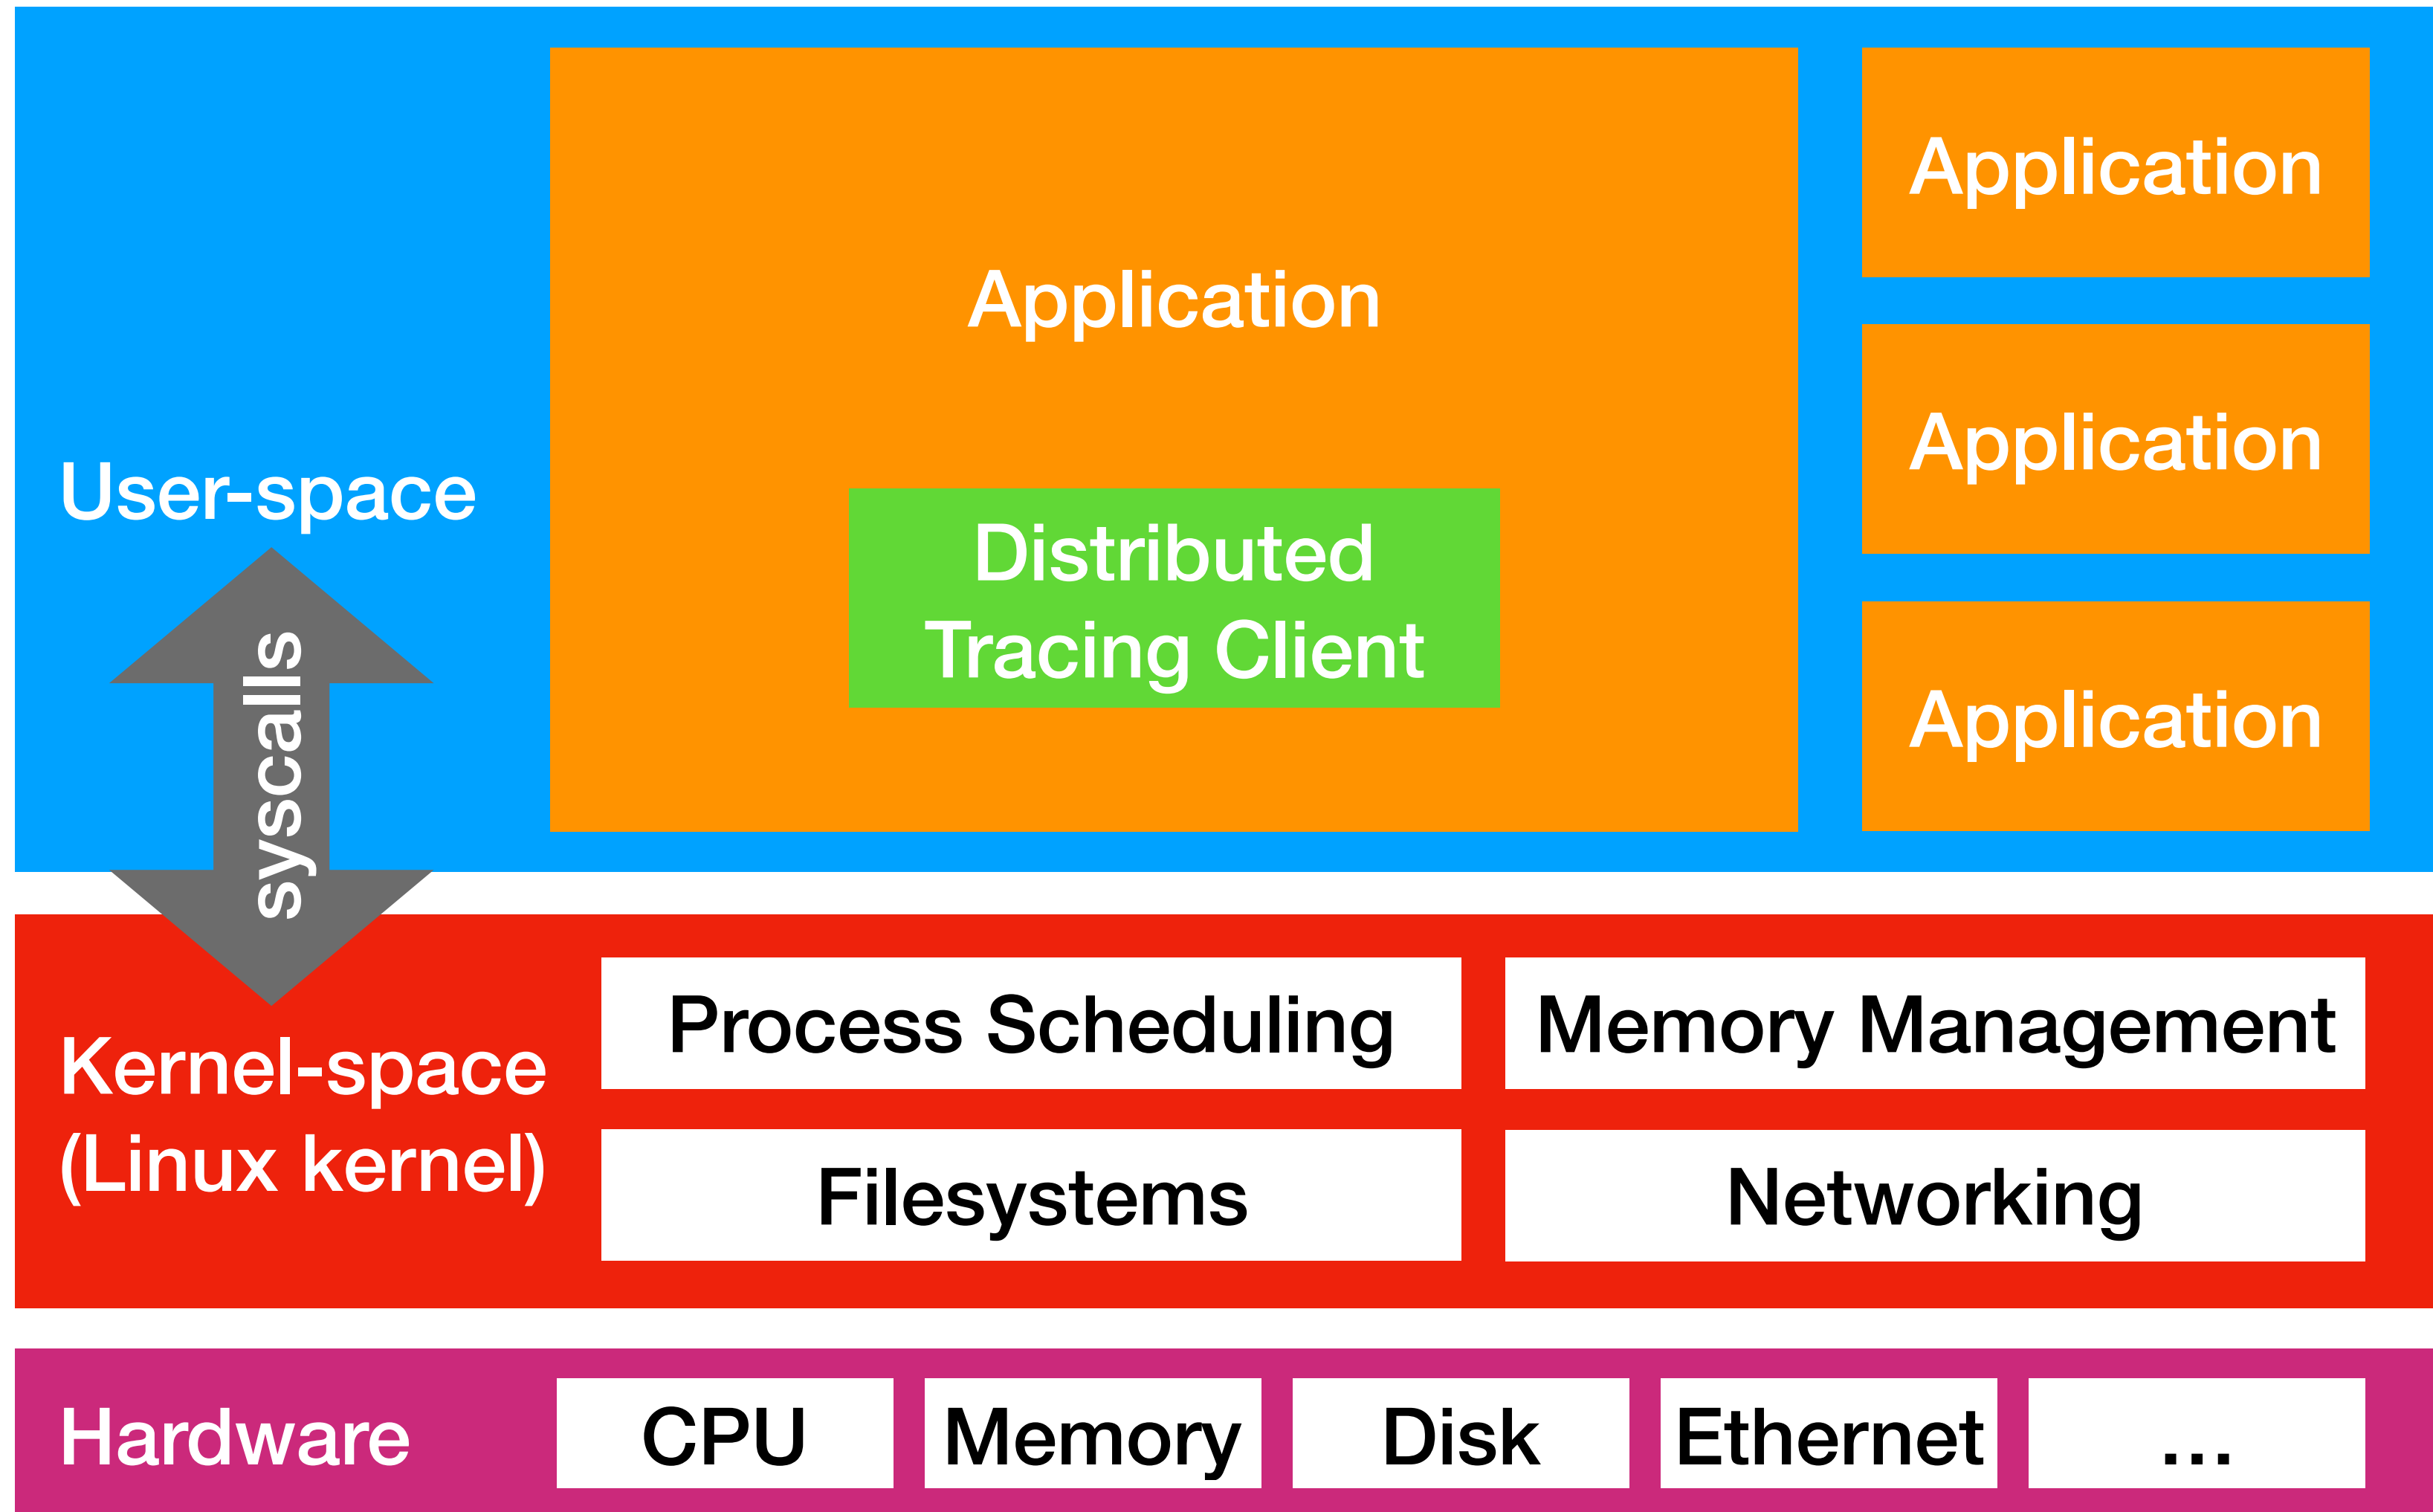 User-space
Application
Distributed
Tracing Client
Application
Application
Application
syscalls
Kernel-space
(Linux kernel)
Process Scheduling
Memory Management
Filesystems
Networking
Hardware
CPU
Memory
Disk
Ethernet
...